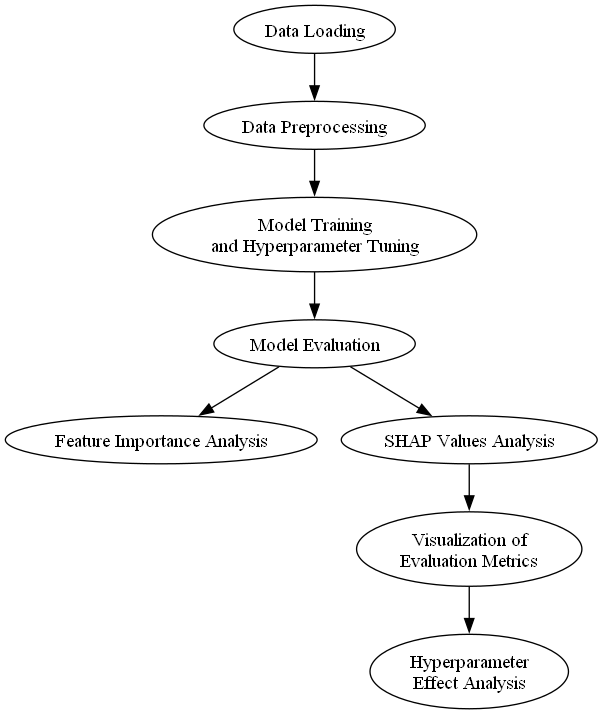 Data Loading
Data Preprocessing
Model Training
and Hyperparameter Tuning
Model Evaluation
Feature Importance Analysis
SHAP Values Analysis
Visualization of
Evaluation Metrics
Hyperparameter
Effect Analysis